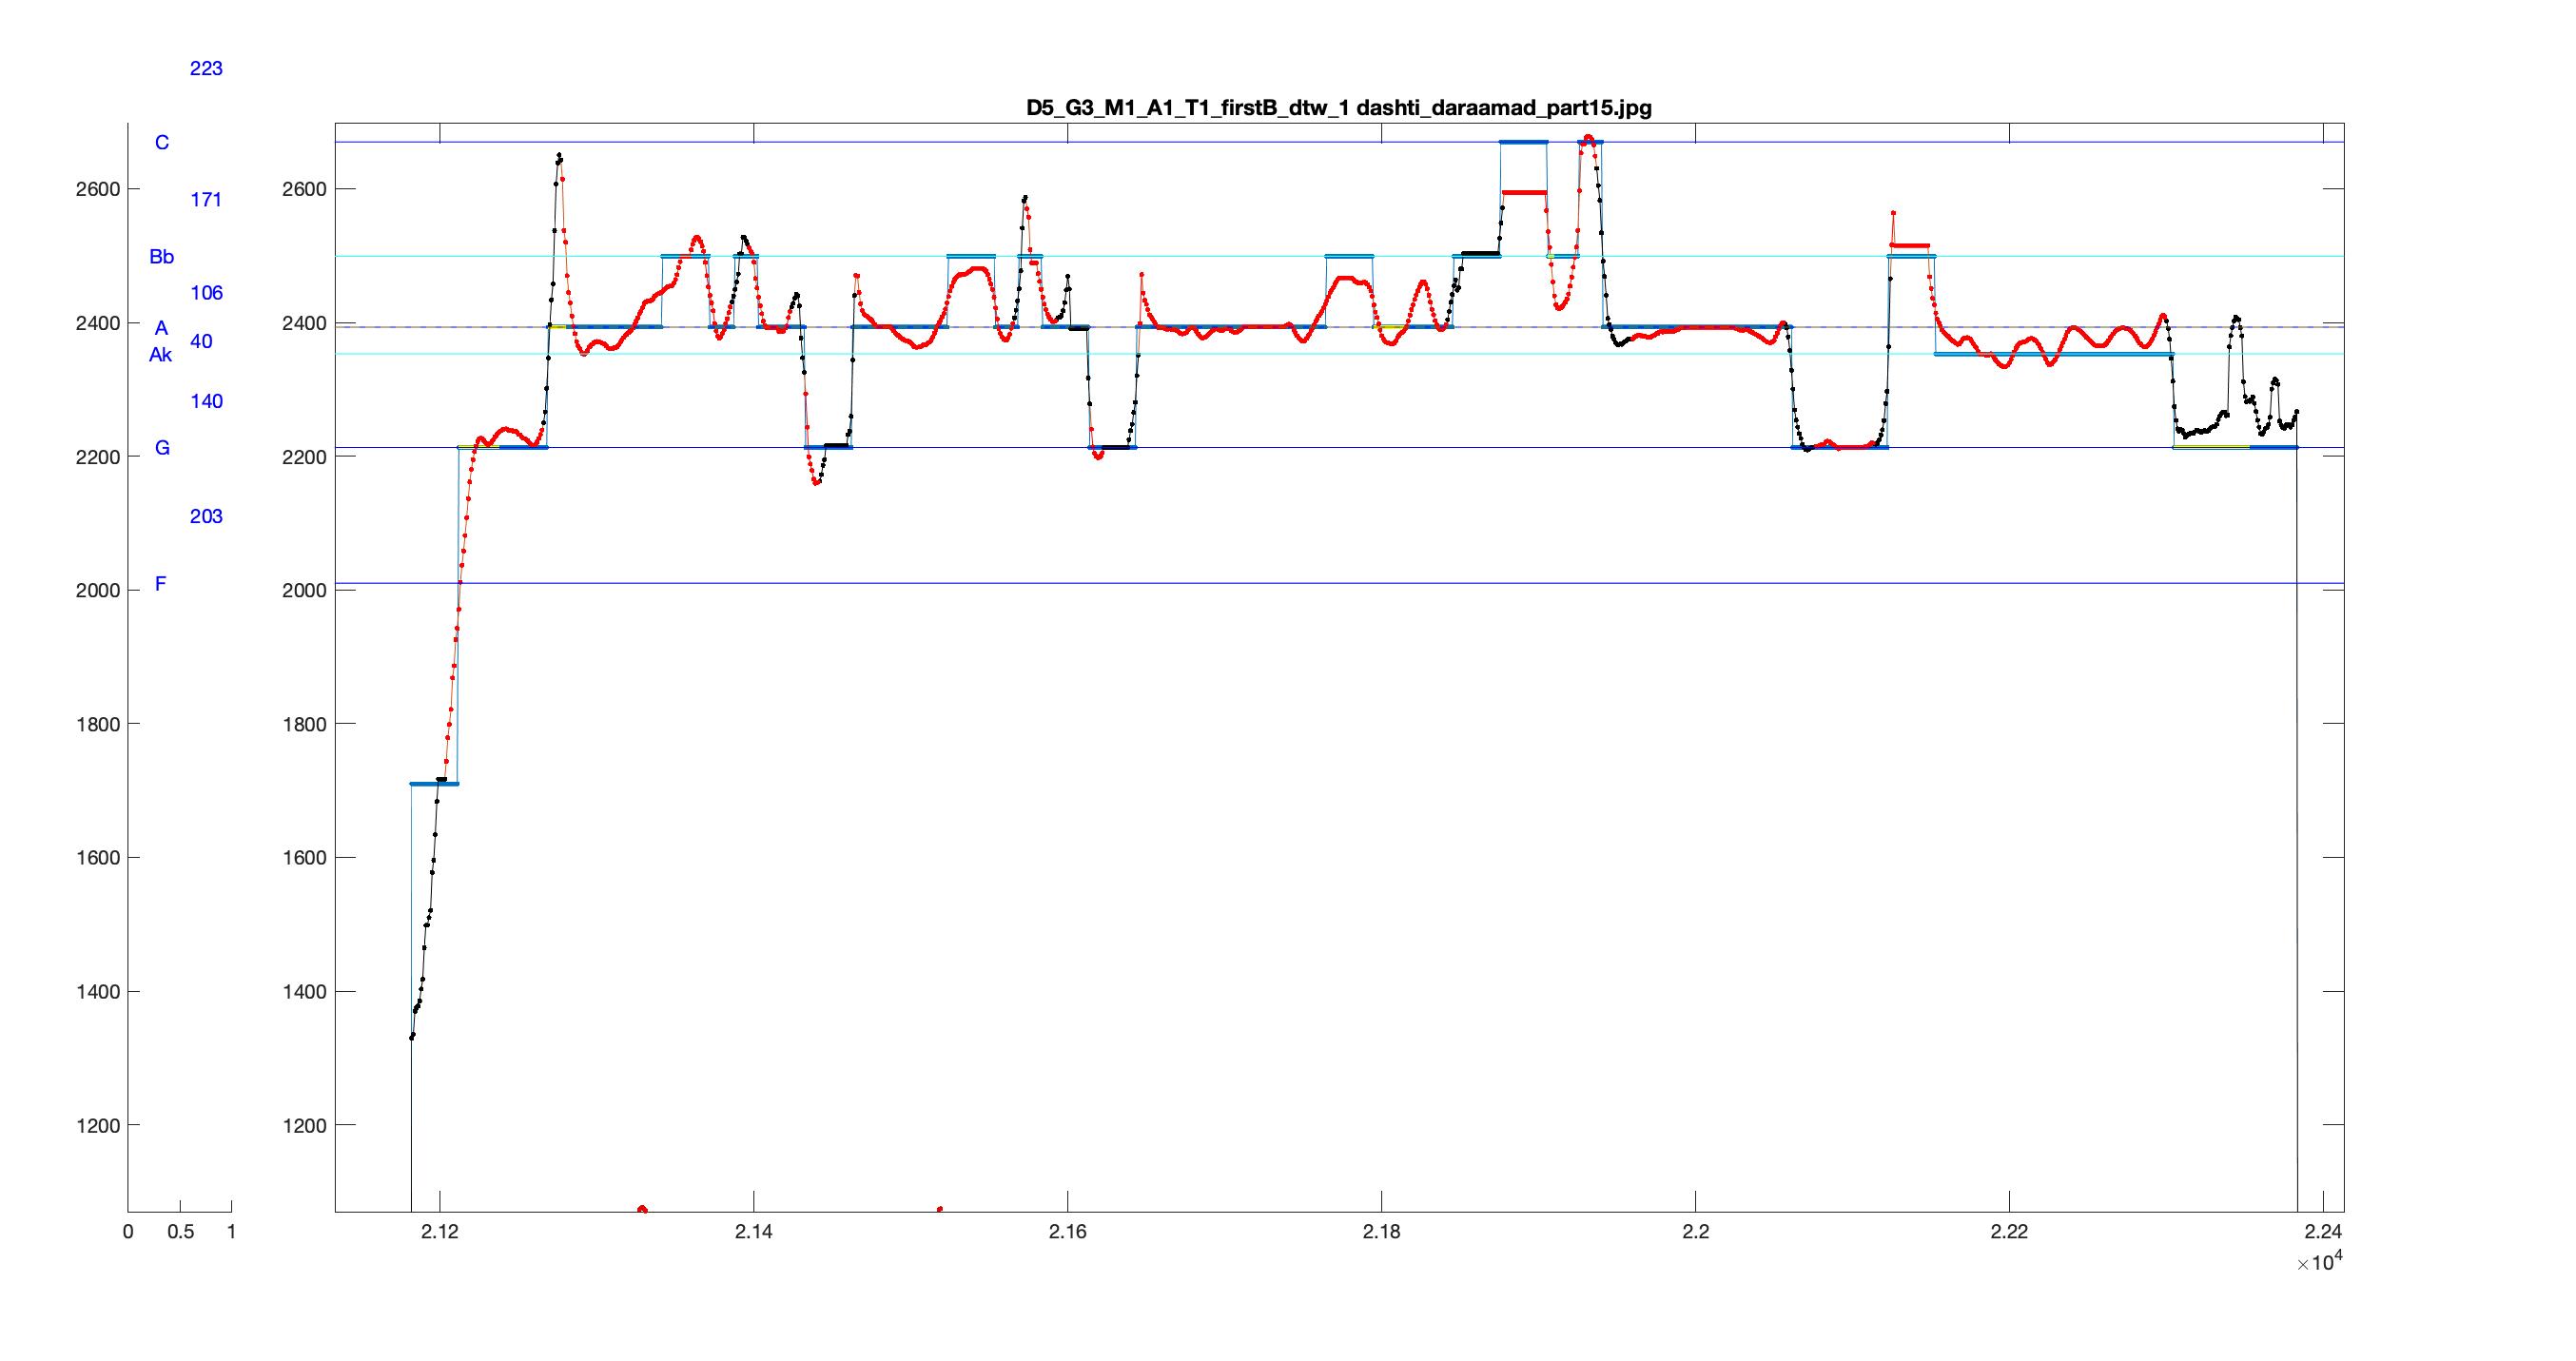 223
D5_G3_M1_A1_T1_firstB_dtw_1 dashti_daraamad_part15.jpg
C
2600 171 2600
Bb
106
2400 A 2400
40
Ak
140
G
2200 2200
203
2000 F 2000
1800 1800
1600 1600
1400 1400
1200 1200
0 0.5 1 2.12 2.14 2.16 2.18 2.2 2.22 2.24
×10^4